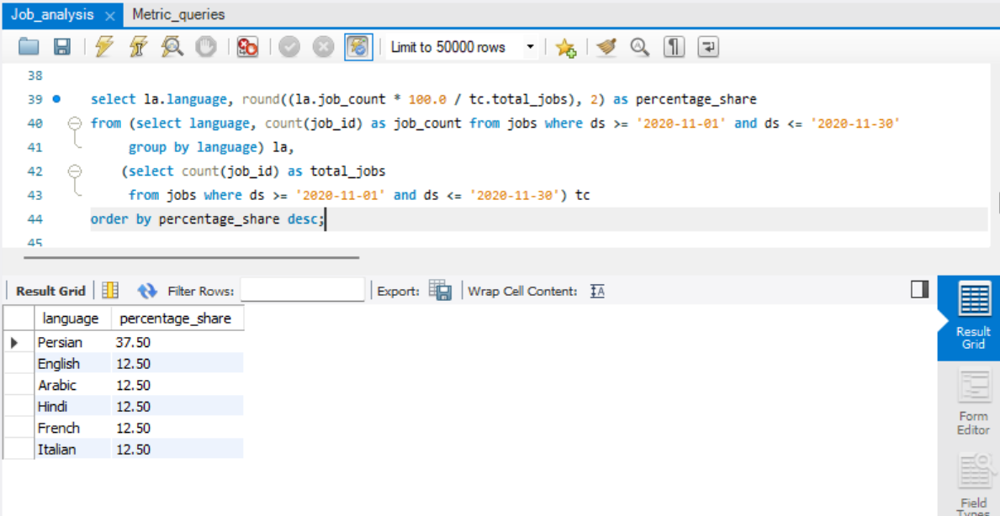 Job_analysis × Metric_queries
Limit to 50000 rows
38
39 select la.language, round((la.job_count * 100.0 / tc.total_jobs), 2) as percentage_share
40 from (select language, count(job_id) as job_count from jobs where ds >= '2020-11-01' and ds <= '2020-11-30'
41 group by language) la,
42 (select count(job_id) as total_jobs
43 from jobs where ds >= '2020-11-01' and ds <= '2020-11-30') tc
44 order by percentage_share desc;
45
Result Grid Filter Rows: Export: Wrap Cell Content: IA
language percentage_share
Persian 37.50
English 12.50
Arabic 12.50
Hindi 12.50
French 12.50
Italian 12.50
Result
Grid
Form
Editor
Field
Types